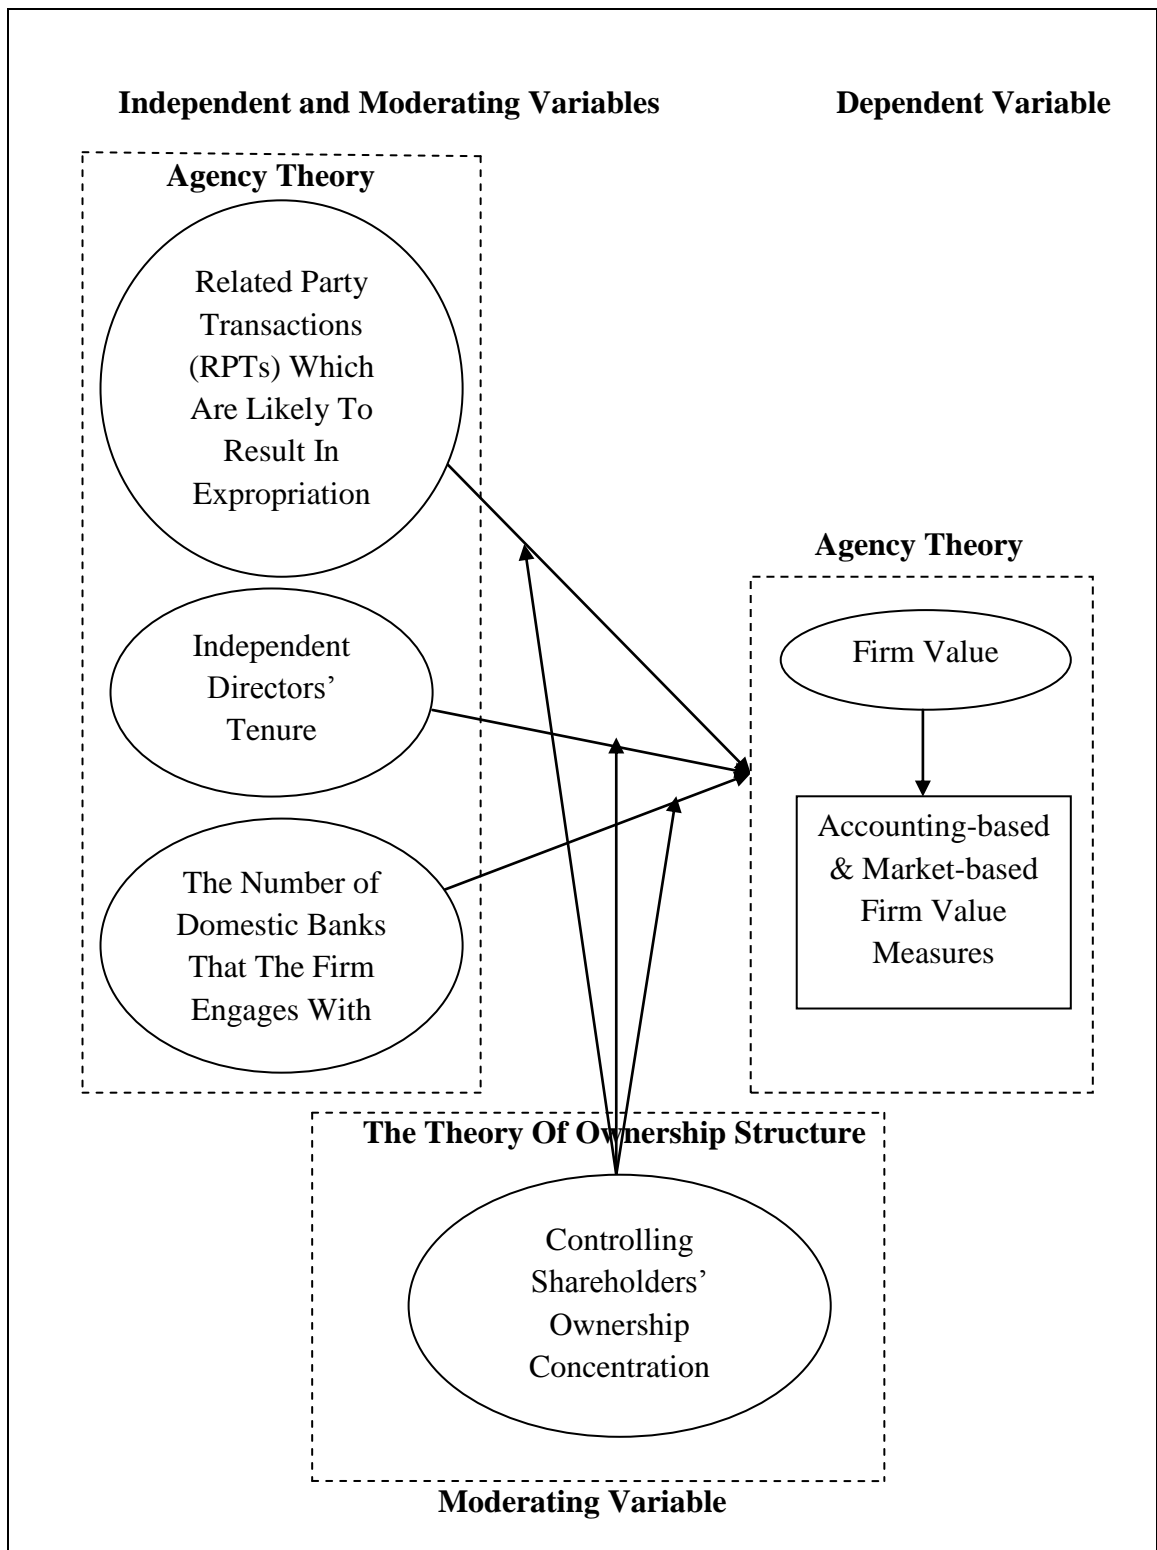 Independent and Moderating Variables
Dependent Variable
Agency Theory
Related Party
Transactions
(RPTs) Which
Are Likely To
Result In
Expropriation
Independent
Directors’
Tenure
The Number of
Domestic Banks
That The Firm
Engages With
Agency Theory
Firm Value
Accounting-based
& Market-based
Firm Value
Measures
The Theory Of Ownership Structure
Controlling
Shareholders’
Ownership
Concentration
Moderating Variable